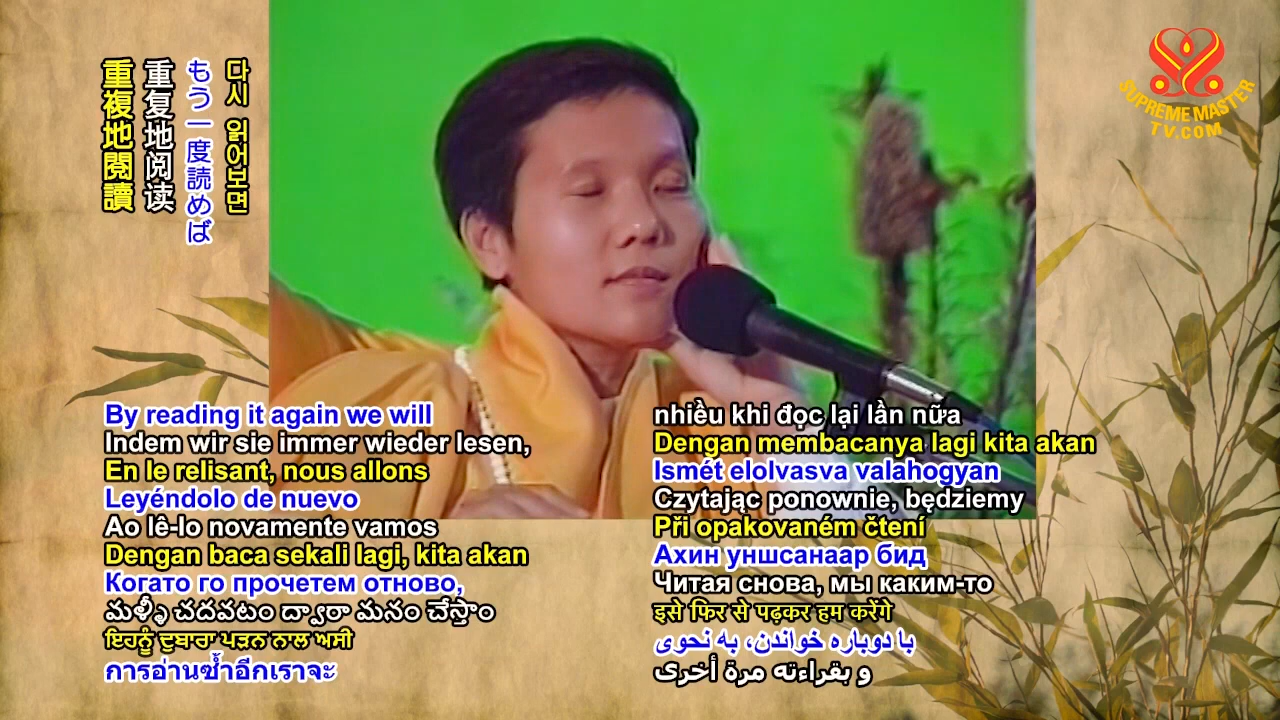 다시 읽어보면
もう一度読めば
重复地阅读
重複地閱讀
SUPREME MASTER
TV.COM
By reading it again we will
Indem wir sie immer wieder lesen,
En le relisant, nous allons
Leyéndolo de nuevo
Ao lê-lo novamente vamos
Dengan baca sekali lagi, kita akan
Когато го прочетем отново,
మళ్ళీ చదవటం ద్వారా మనం చేస్తాం
ਇਹਨੂੰ ਦੁਬਾਰਾ ਪੜਨ ਨਾਲ ਅਸੀ
การอ่านซ้ำอีกเราจะ
nhiều khi đọc lại lần nữa
Dengan membacanya lagi kita akan
Ismét elolvasva valahogyan
Czytając ponownie, będziemy
Při opakovaném čtení
Ахин уншсанаар бид
Читая снова, мы каким-то
इसे फिर से पढ़कर हम करेंगे
با دوباره خواندن، به نحوی
و بقراءته مرة أخرى